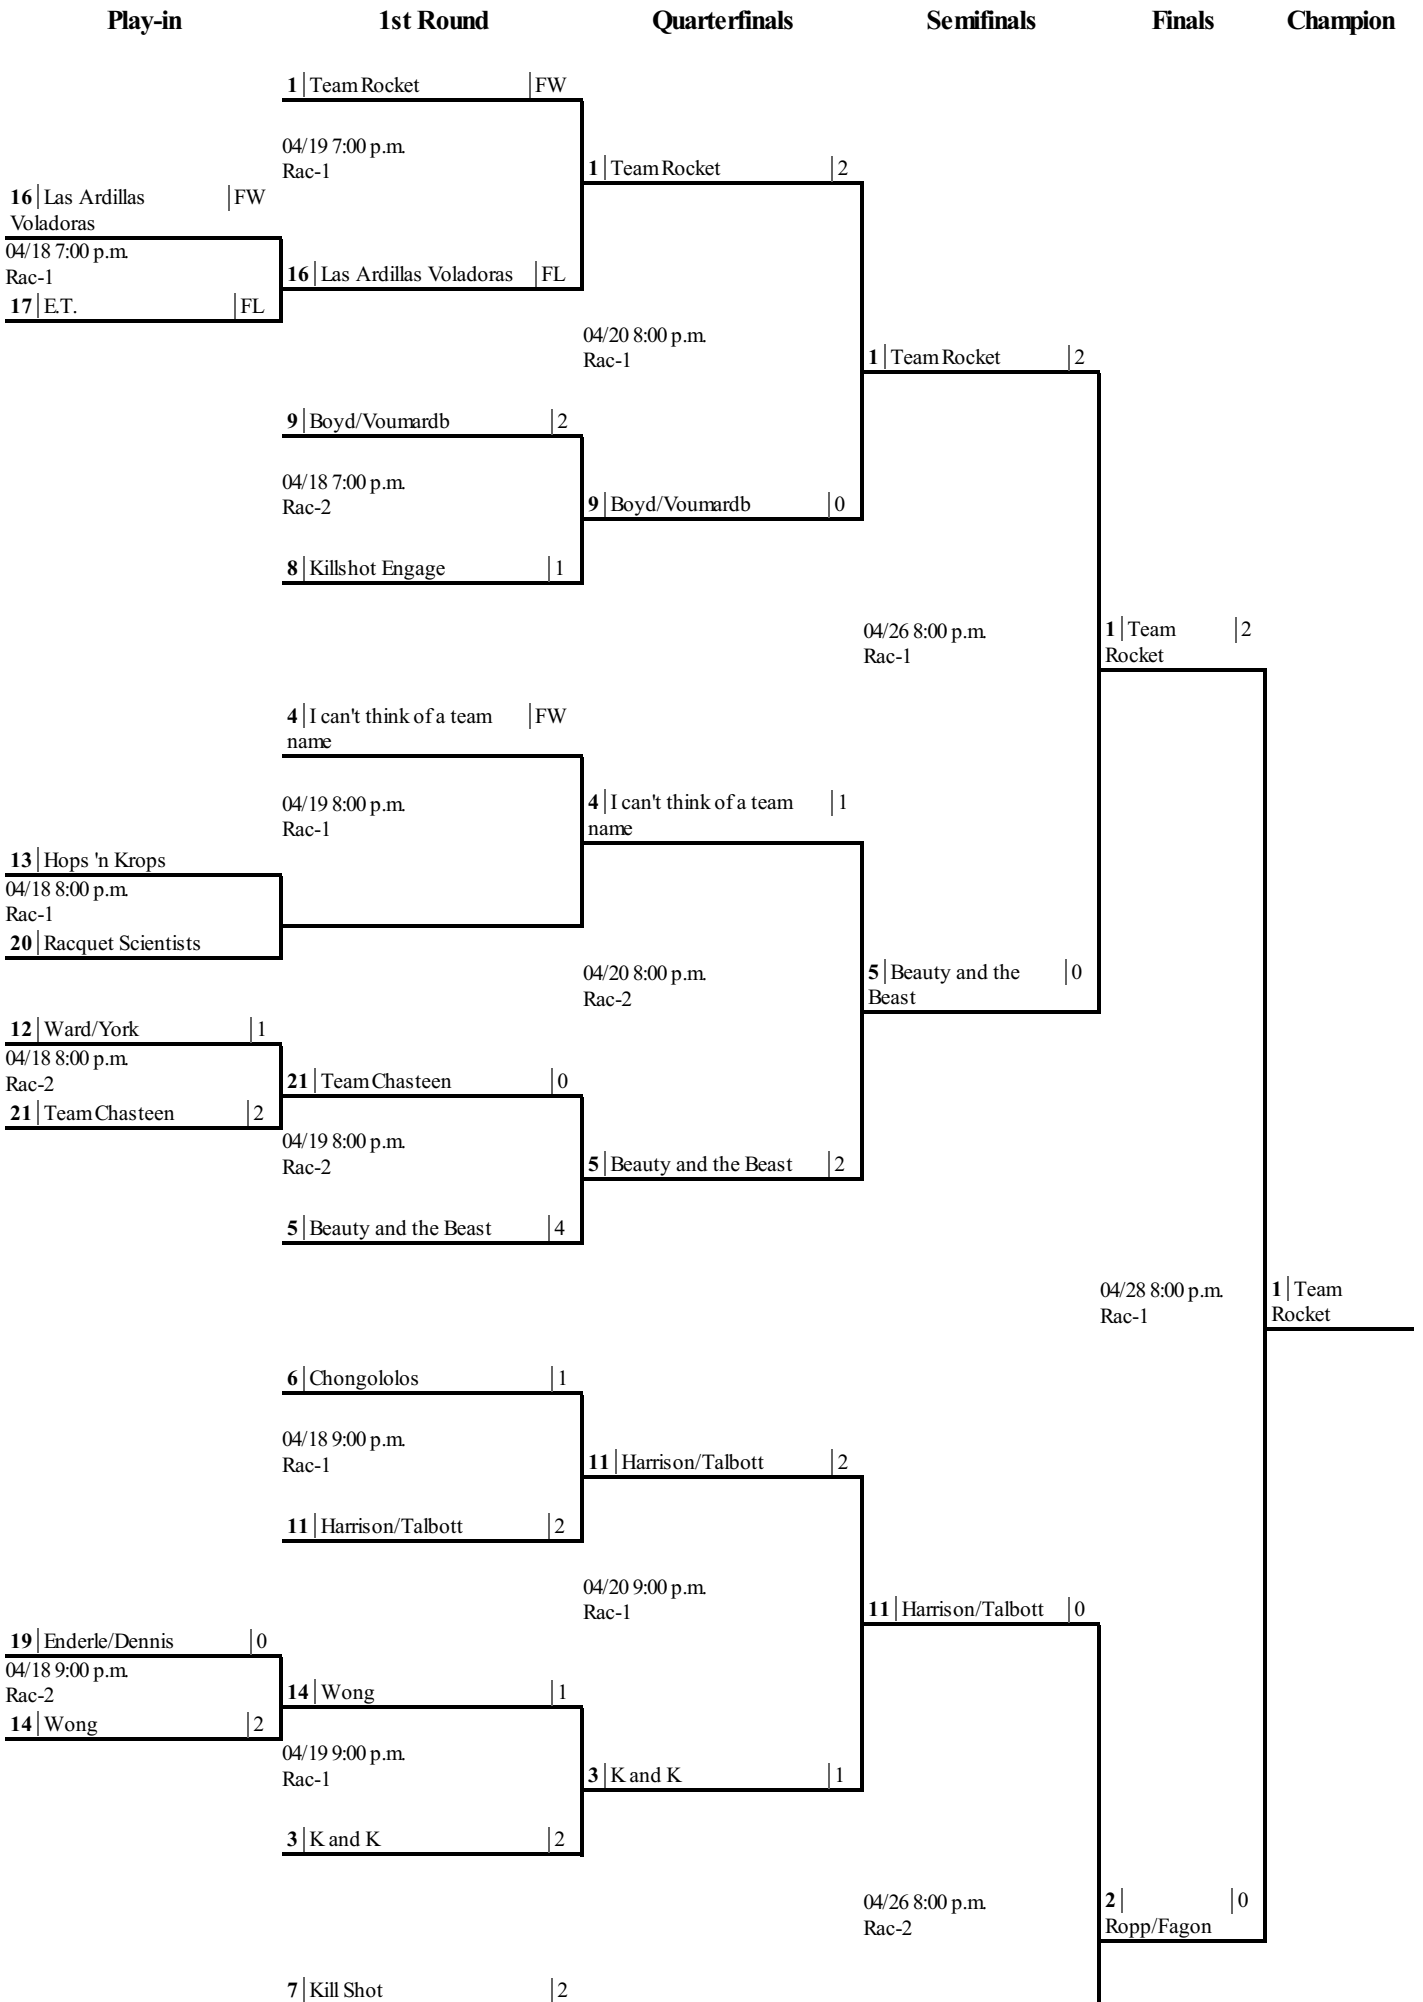 Play-in 1st Round Quarterfinals Semifinals Finals Champion
1 Team Rocket FW
04/19 7:00 p.m.
Rac-1
1 Team Rocket 2
16 Las Ardillas FW
Voladoras
04/18 7:00 p.m.
Rac-1
16 Las Ardillas Voladoras FL
17 E.T. FL
04/20 8:00 p.m.
Rac-1
1 Team Rocket 2
9 Boyd/Voumardb 2
04/18 7:00 p.m.
Rac-2
9 Boyd/Voumardb 0
8 Killshot Engage 1
04/26 8:00 p.m.
Rac-1
1 Team 2
Rocket
4 I can't think of a team FW
name
04/19 8:00 p.m.
Rac-1
4 I can't think of a team 1
name
13 Hops 'n Krops
04/18 8:00 p.m.
Rac-1
20 Racquet Scientists
04/20 8:00 p.m.
Rac-2
5 Beauty and the 0
Beast
12 Ward/York 1
04/18 8:00 p.m.
Rac-2
21 Team Chasteen 0
21 Team Chasteen 2
04/19 8:00 p.m.
Rac-2
5 Beauty and the Beast 2
5 Beauty and the Beast 4
04/28 8:00 p.m.
Rac-1
1 Team
Rocket
6 Chongololos 1
04/18 9:00 p.m.
Rac-1
11 Harrison/Talbott 2
11 Harrison/Talbott 2
04/20 9:00 p.m.
Rac-1
11 Harrison/Talbott 0
19 Enderle/Dennis 0
04/18 9:00 p.m.
Rac-2
14 Wong 1
14 Wong 2
04/19 9:00 p.m.
Rac-1
3 K and K 1
3 K and K 2
04/26 8:00 p.m.
Rac-2
2 0
Ropp/Fagon
7 Kill Shot 2